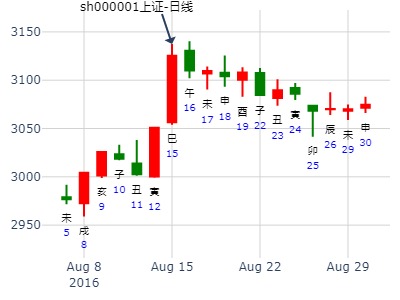 sh000001上证-日线
3150
3100
3050
3000
2950
未
5
戌
8
亥
9
子
10
丑
11
寅
12
巳
15
午
16
未
17
申
18
酉
19
子
22
丑
23
寅
24
卯
25
辰
26
未
29
申
30
Aug 8
2016
Aug 15
Aug 22
Aug 29